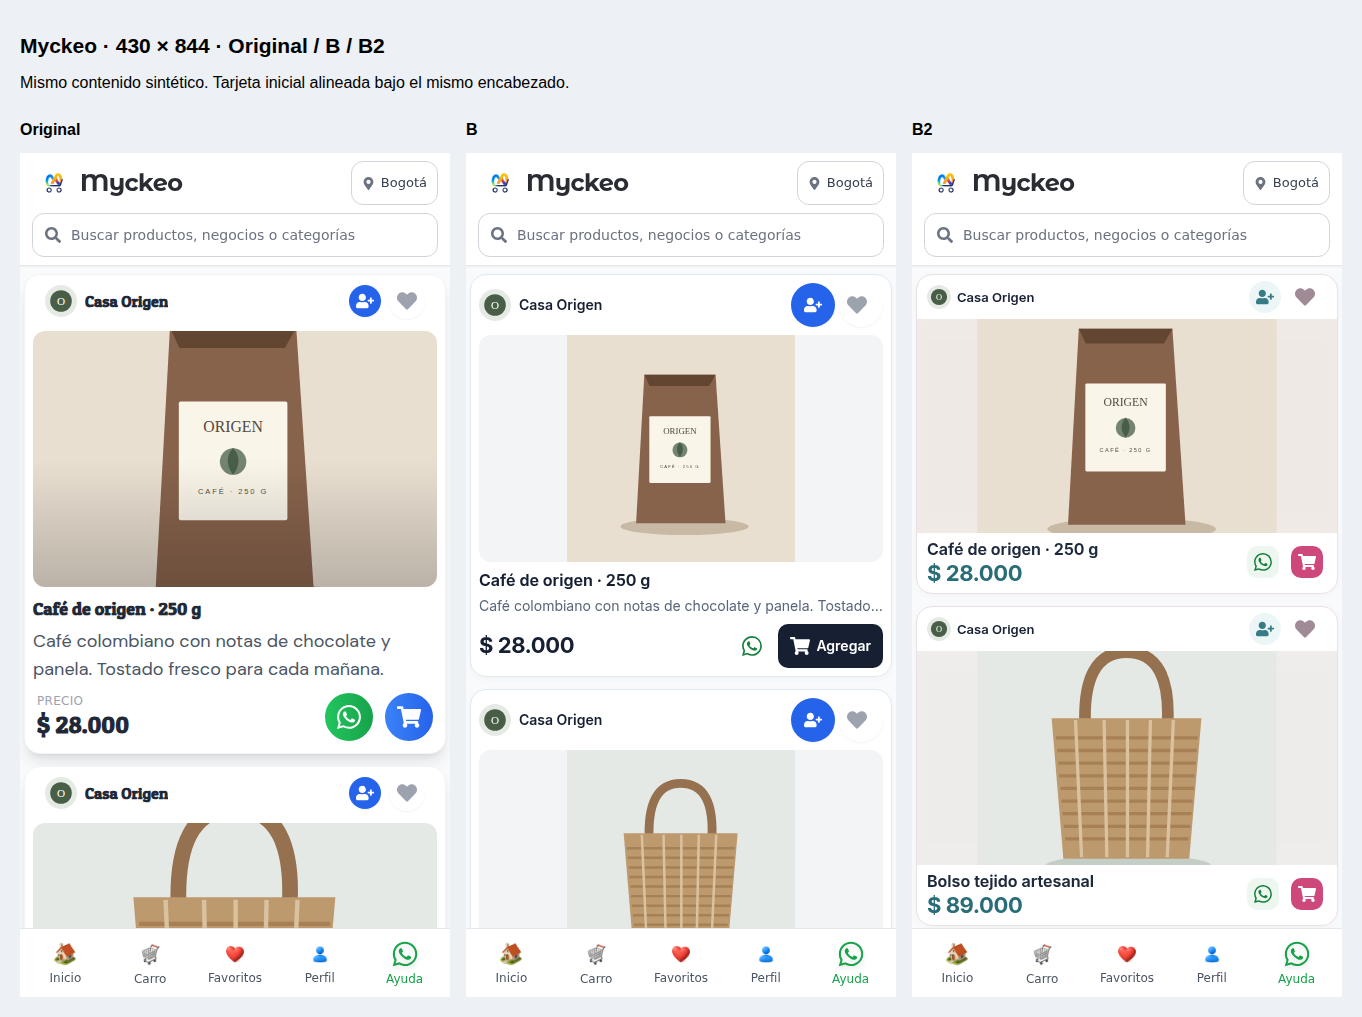 Myckeo · 430 × 844 · Original / B / B2
Mismo contenido sintético. Tarjeta inicial alineada bajo el mismo encabezado.
Original
Myckeo
Bogotá
Buscar productos, negocios o categorías
O
Casa Origen
ORIGEN
CAFÉ · 250 G
Café de origen · 250 g
Café colombiano con notas de chocolate y
panela. Tostado fresco para cada mañana.
PRECIO
$ 28.000
O
Casa Origen
Inicio
Carro
Favoritos
Perfil
Ayuda
B
Myckeo
Bogotá
Buscar productos, negocios o categorías
O
Casa Origen
ORIGEN
CAFÉ · 250 G
Café de origen · 250 g
Café colombiano con notas de chocolate y panela. Tostado...
$ 28.000
Agregar
O
Casa Origen
Inicio
Carro
Favoritos
Perfil
Ayuda
B2
Myckeo
Bogotá
Buscar productos, negocios o categorías
O
Casa Origen
ORIGEN
CAFÉ · 250 G
Café de origen · 250 g
$ 28.000
O
Casa Origen
Bolso tejido artesanal
$ 89.000
Inicio
Carro
Favoritos
Perfil
Ayuda